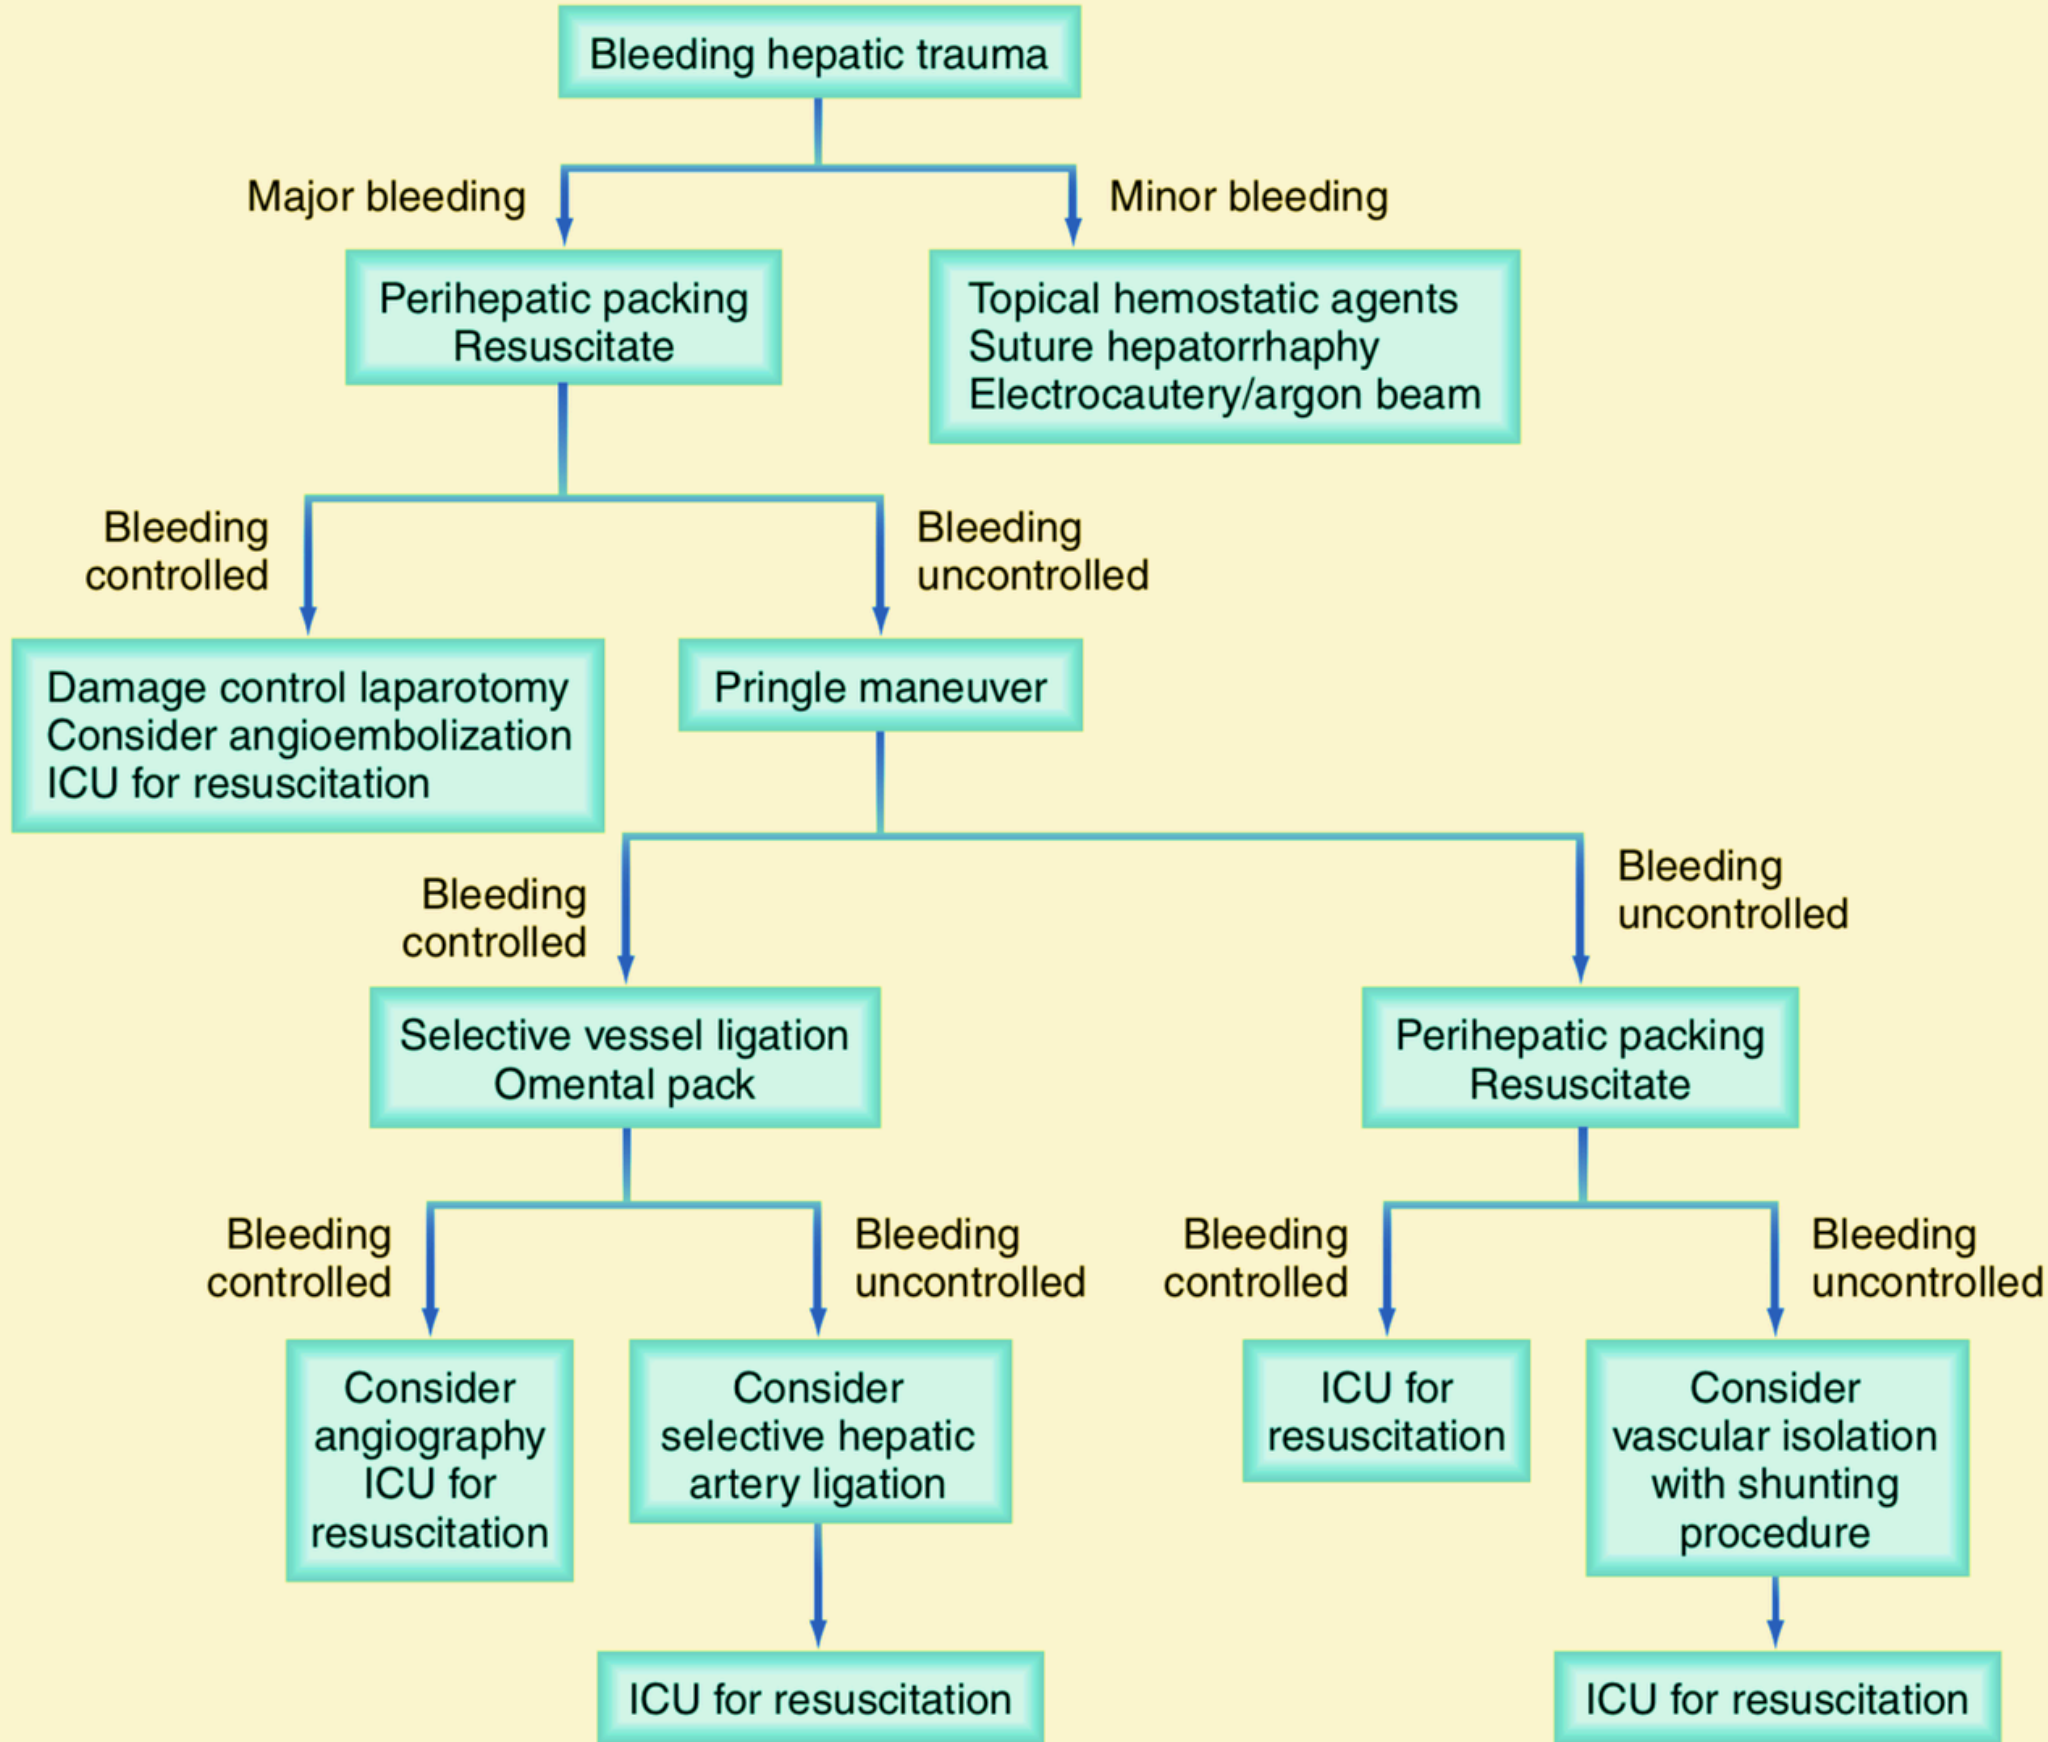 Bleeding hepatic trauma
Major bleeding
Minor bleeding
Perihepatic packing
Resuscitate
Topical hemostatic agents
Suture hepatorrhaphy
Electrocautery/argon beam
Bleeding
controlled
Bleeding
uncontrolled
Damage control laparotomy
Consider angioembolization
ICU for resuscitation
Pringle maneuver
Bleeding
controlled
Bleeding
uncontrolled
Selective vessel ligation
Omental pack
Perihepatic packing
Resuscitate
Bleeding
controlled
Bleeding
uncontrolled
Bleeding
controlled
Bleeding
uncontrolled
Consider
angiography
ICU for
resuscitation
Consider
selective hepatic
artery ligation
ICU for
resuscitation
Consider
vascular isolation
with shunting
procedure
ICU for resuscitation
ICU for resuscitation